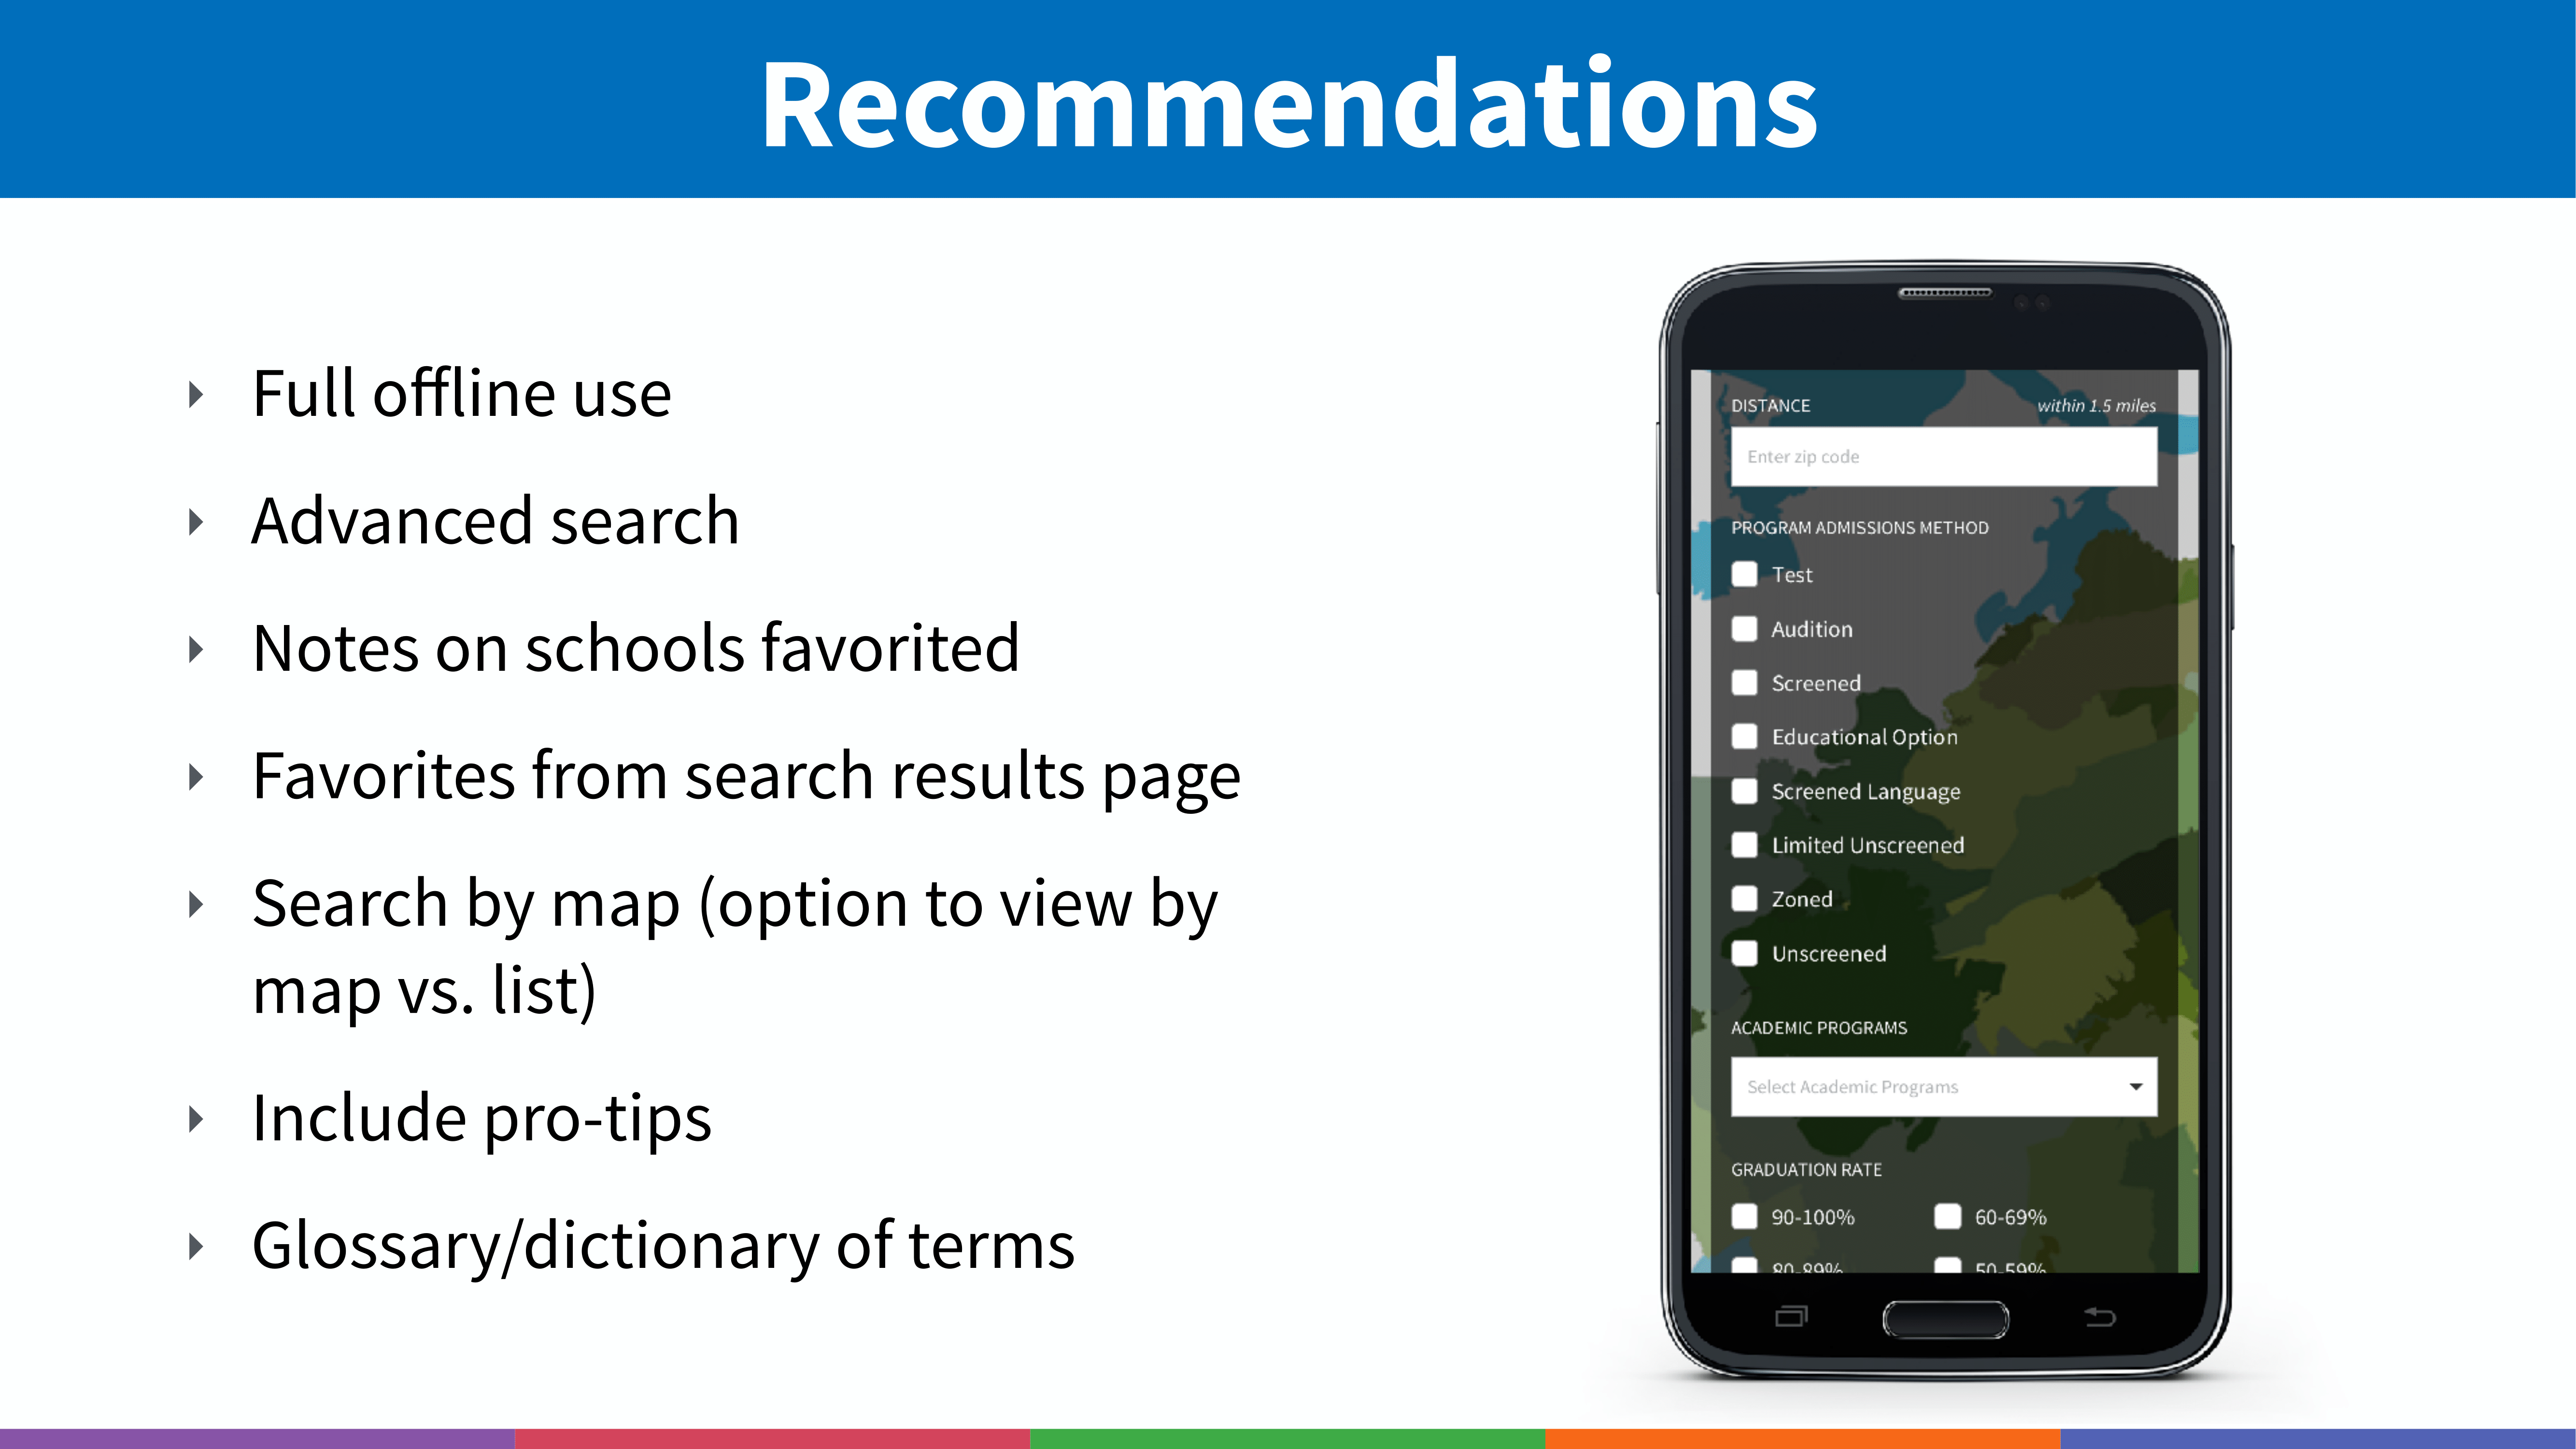 Recommendations
Full offline use
Advanced search
Notes on schools favorited
Favorites from search results page
Search by map (option to view by
map vs. list)
Include pro-tips
Glossary/dictionary of terms
DISTANCE within 1.5 miles
Enter zip code
PROGRAM ADMISSIONS METHOD
Test
Audition
Screened
Educational Option
Screened Language
Limited Unscreened
Zoned
Unscreened
ACADEMIC PROGRAMS
Select Academic Programs
GRADUATION RATE
90-100% 60-69%
80-89% 50-59%